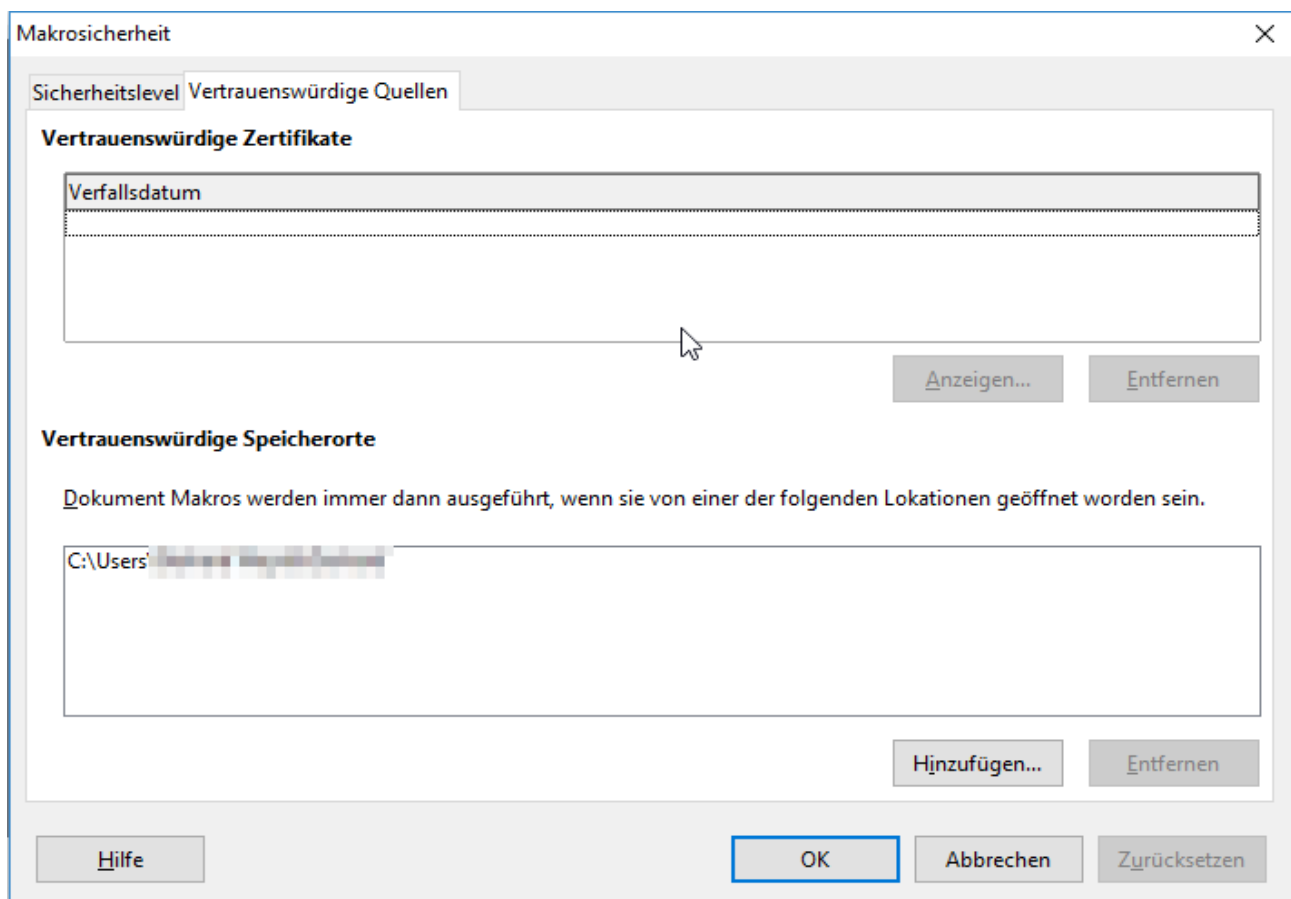 Makrosicherheit
Sicherheitslevel Vertrauenswürdige Quellen
Vertrauenswürdige Zertifikate
Verfallsdatum
Anzeigen... Entfernen
Vertrauenswürdige Speicherorte
Dokument Makros werden immer dann ausgeführt, wenn sie von einer der folgenden Lokationen geöffnet worden sein.
C:\Users\
Hinzufügen... Entfernen
Hilfe OK Abbrechen Zurücksetzen